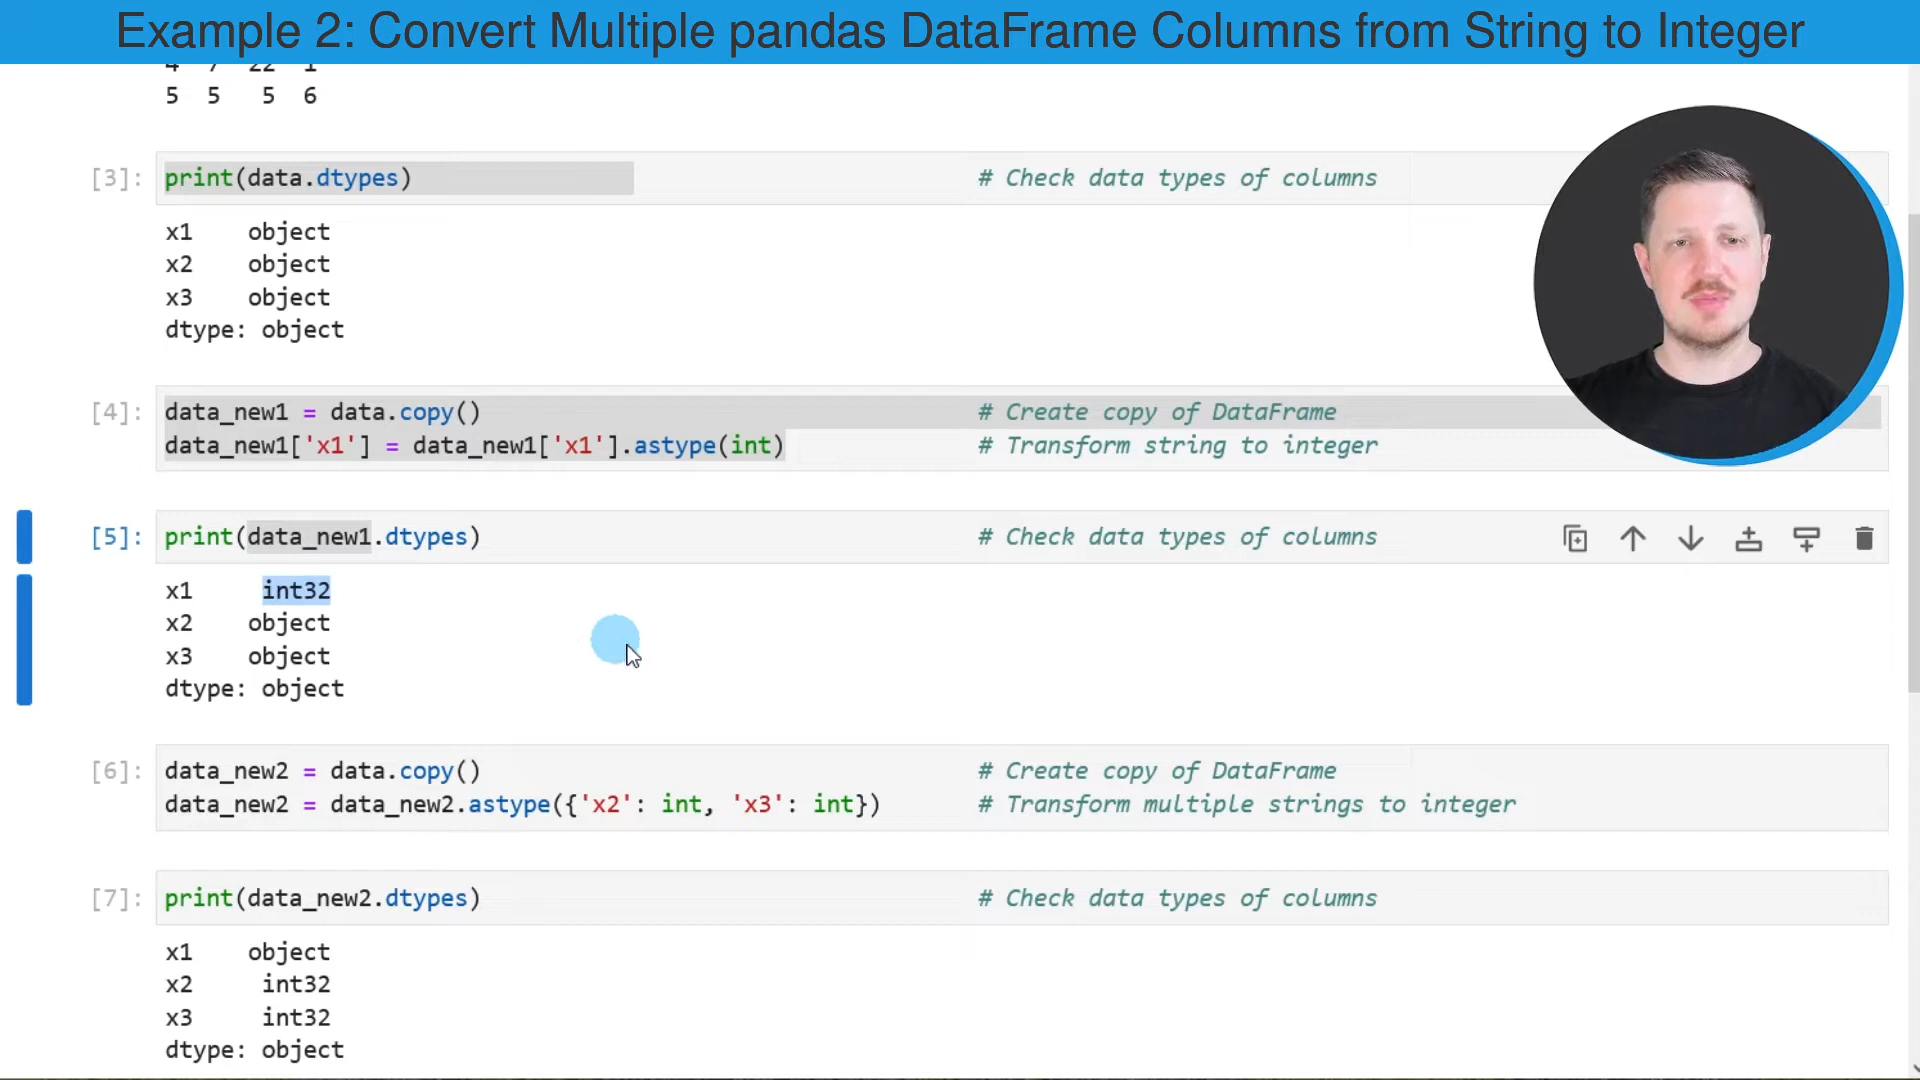 Example 2: Convert Multiple pandas DataFrame Columns from String to Integer
4 7 22 1
5 5 5 6
[3]: print(data.dtypes) # Check data types of columns
x1 object
x2 object
x3 object
dtype: object
[4]: data_new1 = data.copy() # Create copy of DataFrame
data_new1['x1'] = data_new1['x1'].astype(int) # Transform string to integer
[5]: print(data_new1.dtypes) # Check data types of columns
x1 int32
x2 object
x3 object
dtype: object
[6]: data_new2 = data.copy() # Create copy of DataFrame
data_new2 = data_new2.astype({'x2': int, 'x3': int}) # Transform multiple strings to integer
[7]: print(data_new2.dtypes) # Check data types of columns
x1 object
x2 int32
x3 int32
dtype: object